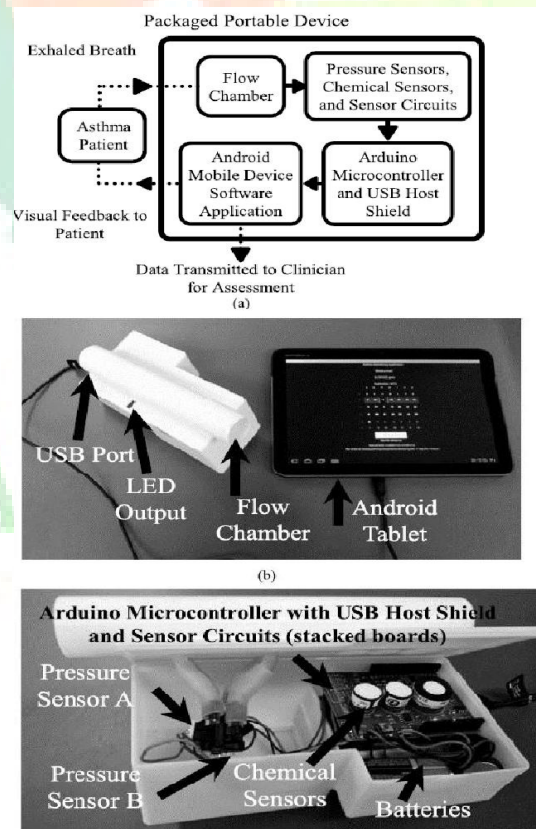 Packaged Portable Device
Exhaled Breath
Flow
Chamber
Pressure Sensors,
Chemical Sensors,
and Sensor Circuits
Asthma
Patient
Android
Mobile Device
Software
Application
Arduino
Microcontroller
and USB Host
Shield
Visual Feedback to
Patient
Data Transmitted to Clinician
for Assessment
(a)
USB Port
LED
Output
Flow
Chamber
Android
Tablet
(b)
Arduino Microcontroller with USB Host Shield
and Sensor Circuits (stacked boards)
Pressure
Sensor A
Pressure
Sensor B
Chemical
Sensors
Batteries